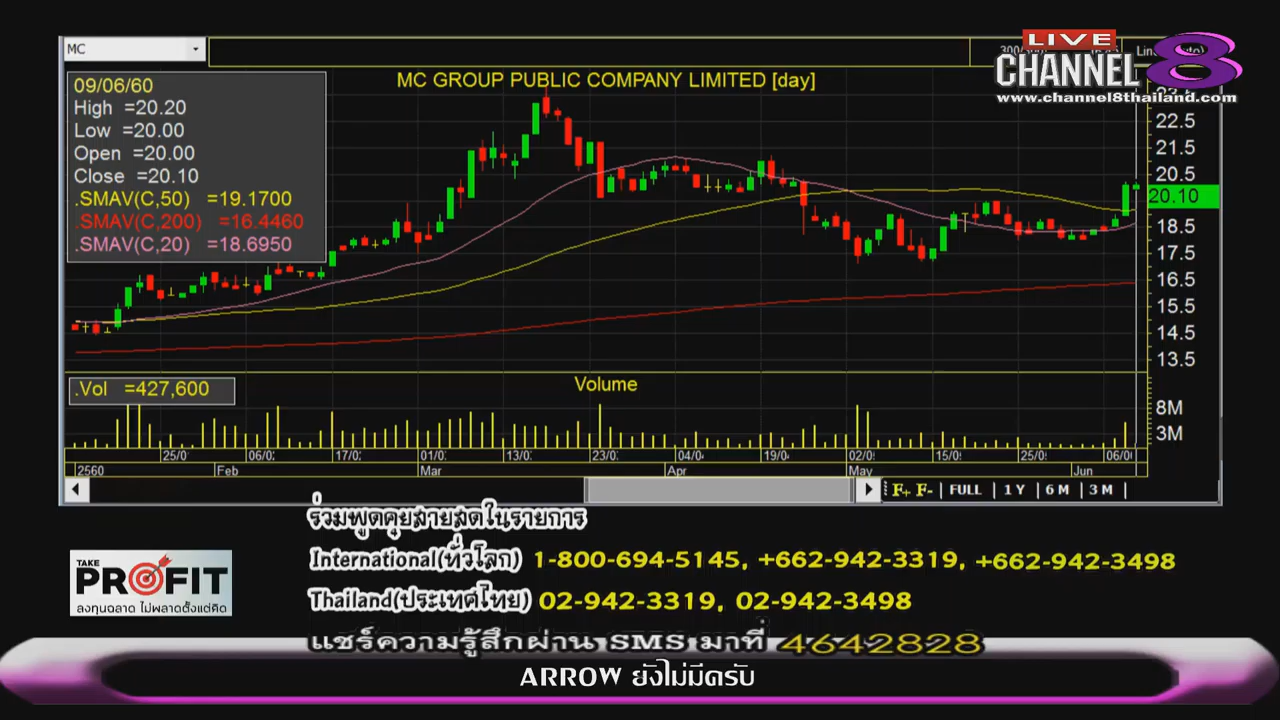 MC
LIVE
CHANNEL 8
www.channel8thailand.com
MC GROUP PUBLIC COMPANY LIMITED [day]
09/06/60
High =20.20
Low =20.00
Open =20.00
Close =20.10
.SMAV(C,50) =19.1700
.SMAV(C,200) =16.4460
.SMAV(C,20) =18.6950
22.5
21.5
20.5
20.10
18.5
17.5
16.5
15.5
14.5
13.5
.Vol =427,600
Volume
8M
3M
25/0 06/0 17/0 01/0 13/0 23/0 04/0 19/0 02/0 15/0 25/0 06/0
2560 Feb Mar Apr May Jun
F+ F- | FULL | 1 Y | 6 M | 3 M |
ร่วมพูดคุยสายสดในรายการ
International(ทั่วโลก) 1-800-694-5145, +662-942-3319, +662-942-3498
TAKE
PROFIT
ลงทุนฉลาด ไม่พลาดตั้งแต่คิด
Thailand(ประเทศไทย) 02-942-3319, 02-942-3498
แชร์ความรู้สึกผ่าน SMS มาที่ 4642828
ARROW ยังไม่มีครับ